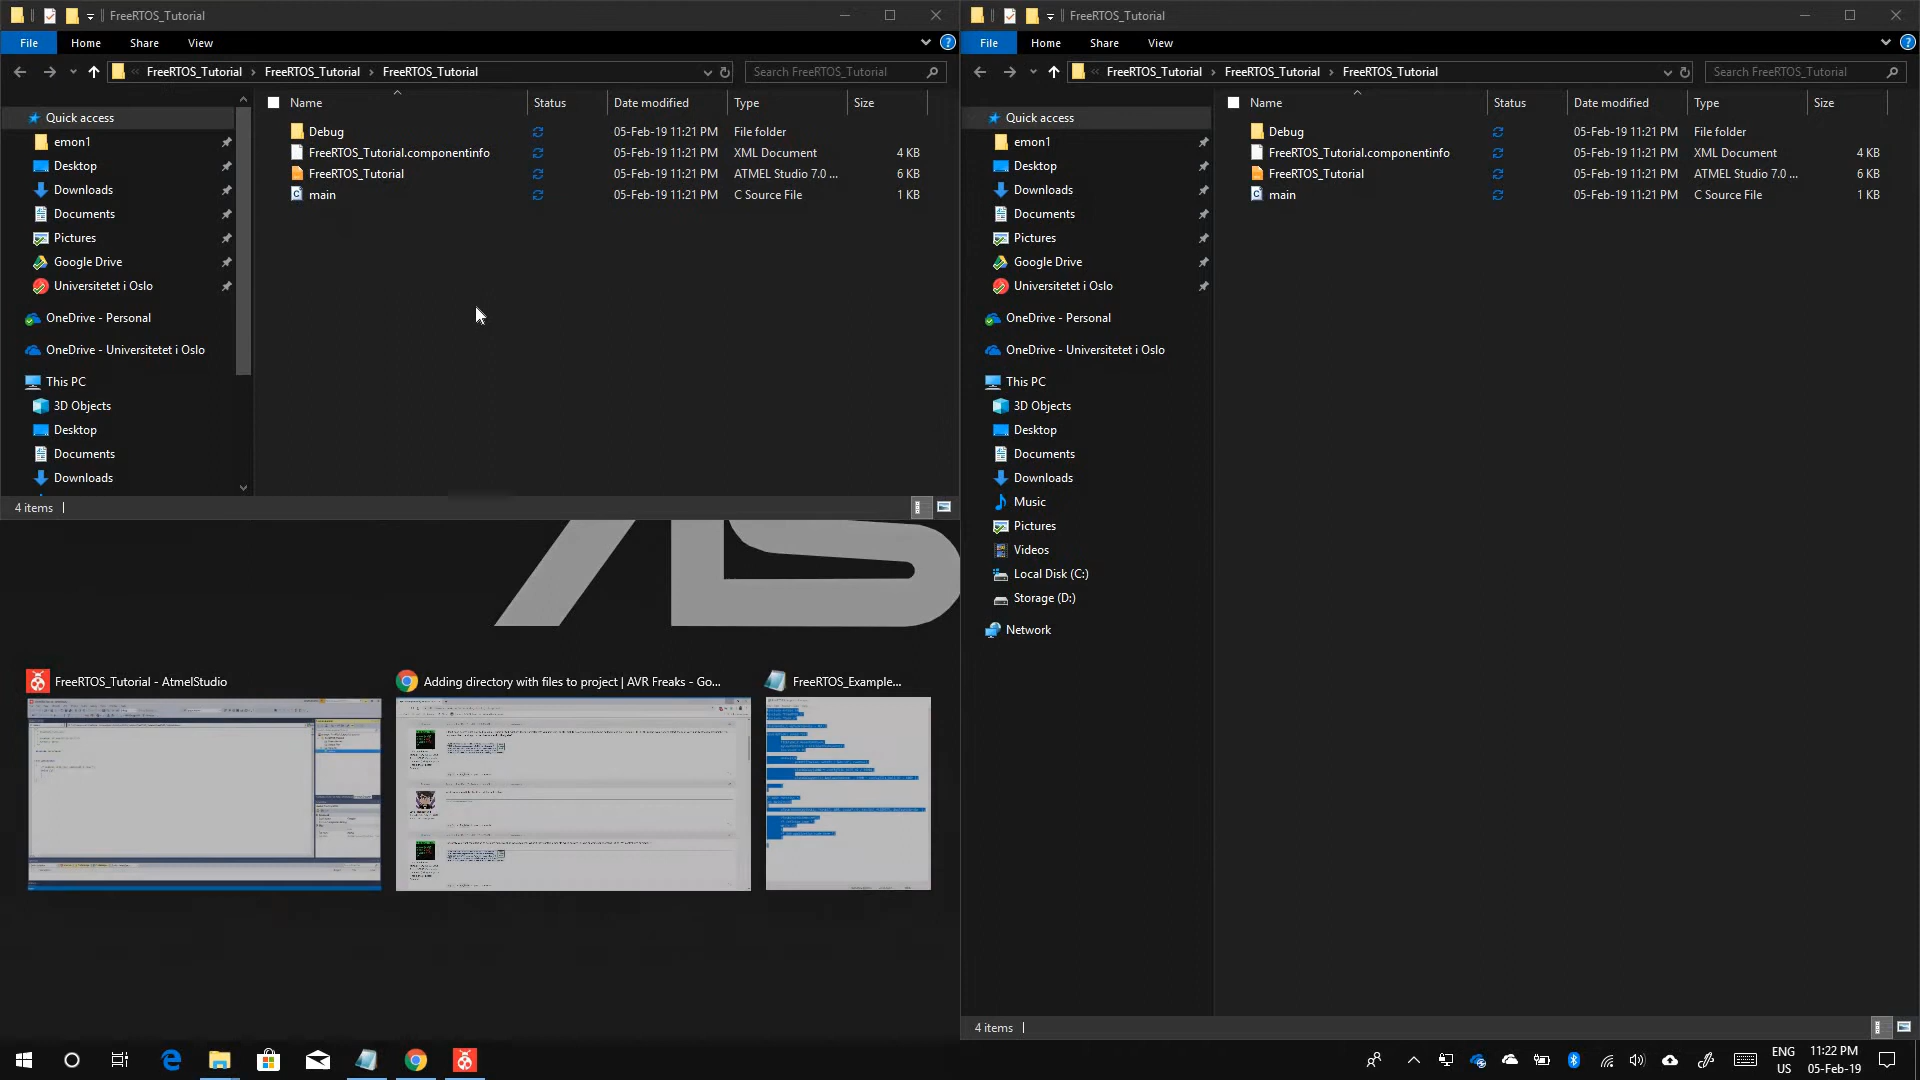 FreeRTOS_Tutorial
File Home Share View
FreeRTOS_Tutorial FreeRTOS_Tutorial FreeRTOS_Tutorial
Search FreeRTOS_Tutorial
Name Status Date modified Type Size
Debug 05-Feb-19 11:21 PM File folder
FreeRTOS_Tutorial.componentinfo 05-Feb-19 11:21 PM XML Document 4 KB
FreeRTOS_Tutorial 05-Feb-19 11:21 PM ATMEL Studio 7.0 ... 6 KB
main 05-Feb-19 11:21 PM C Source File 1 KB
Quick access
emon1
Desktop
Downloads
Documents
Pictures
Google Drive
Universitetet i Oslo
OneDrive - Personal
OneDrive - Universitetet i Oslo
This PC
3D Objects
Desktop
Documents
Downloads
4 items
FreeRTOS_Tutorial
File Home Share View
FreeRTOS_Tutorial FreeRTOS_Tutorial FreeRTOS_Tutorial
Search FreeRTOS_Tutorial
Name Status Date modified Type Size
Debug 05-Feb-19 11:21 PM File folder
FreeRTOS_Tutorial.componentinfo 05-Feb-19 11:21 PM XML Document 4 KB
FreeRTOS_Tutorial 05-Feb-19 11:21 PM ATMEL Studio 7.0 ... 6 KB
main 05-Feb-19 11:21 PM C Source File 1 KB
Quick access
emon1
Desktop
Downloads
Documents
Pictures
Google Drive
Universitetet i Oslo
OneDrive - Personal
OneDrive - Universitetet i Oslo
This PC
3D Objects
Desktop
Documents
Downloads
Music
Pictures
Videos
Local Disk (C:)
Storage (D:)
Network
4 items
FreeRTOS_Tutorial - AtmelStudio
Adding directory with files to project | AVR Freaks - Go...
FreeRTOS_Example...
ENG
US
11:22 PM
05-Feb-19